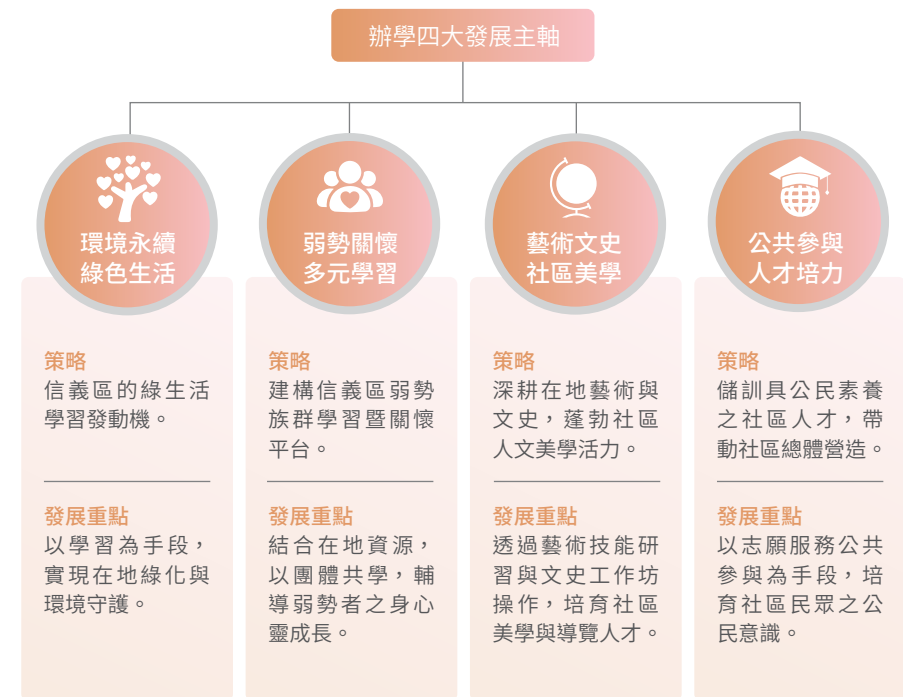 辦學四大發展主軸
環境永續
綠色生活
策略
信義區的綠生活
學習發動機。
發展重點
以學習為手段，
實現在地綠化與
環境守護。
弱勢關懷
多元學習
策略
建構信義區弱勢
族群學習暨關懷
平台。
發展重點
結合在地資源，
以團體共學，輔
導弱勢者之身心
靈成長。
藝術文史
社區美學
策略
深耕在地藝術與
文史，蓬勃社區
人文美學活力。
發展重點
透過藝術技能研
習與文史工作坊
操作，培育社區
美學與導覽人才。
公共參與
人才培力
策略
儲訓具公民素養
之社區人才，帶
動社區總體營造。
發展重點
以志願服務公共
參與為手段，培
育社區民眾之公
民意識。